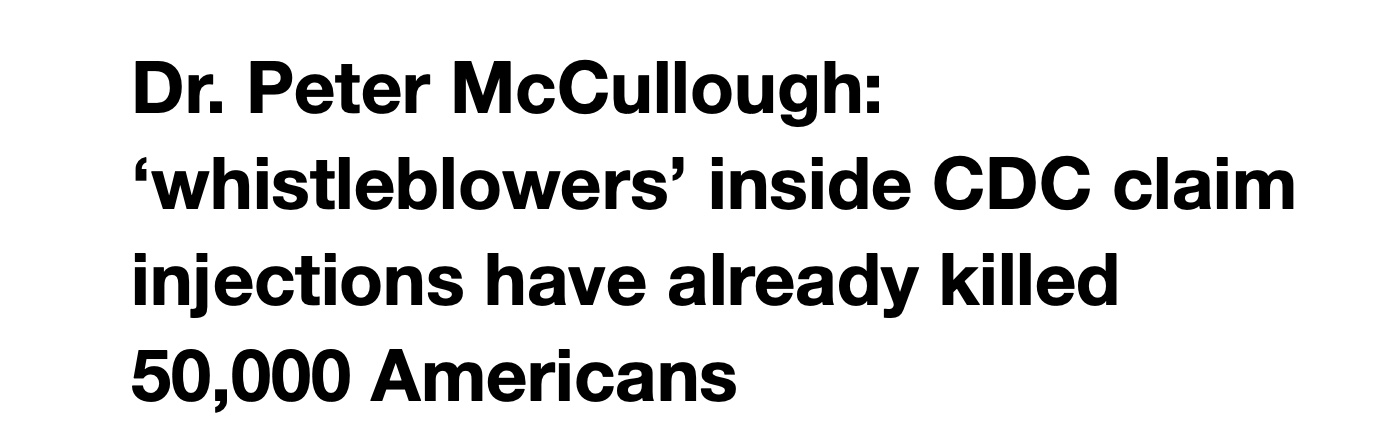 Dr. Peter McCullough:
‘whistleblowers’ inside CDC claim
injections have already killed
50,000 Americans